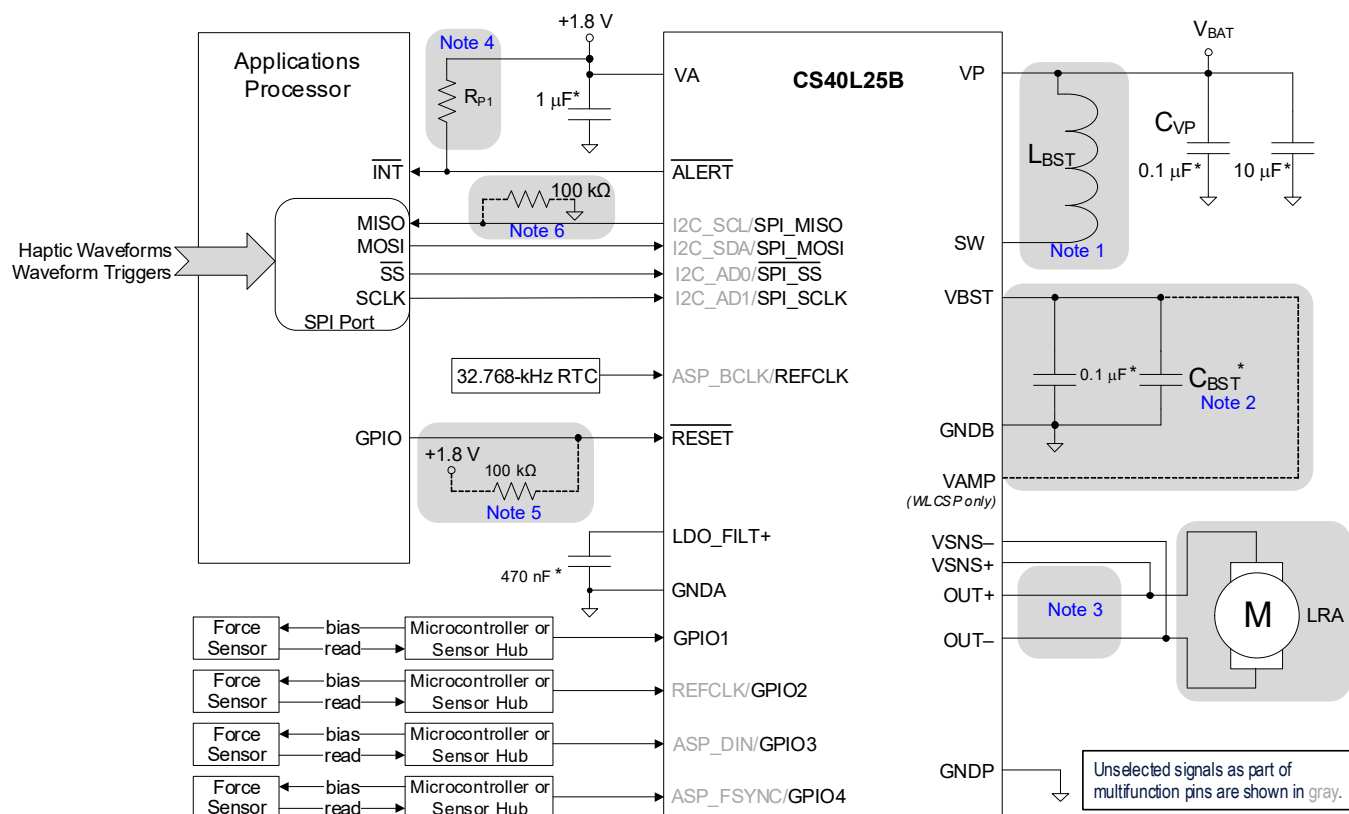 +1.8 V
V_BAT
Note 4
Applications
Processor
R_P1
1 µF*
VA
CS40L25B
VP
C_VP
0.1 µF*
10 µF*
L_BST
Note 1
INT
ALERT
100 kΩ
Note 6
MISO
MOSI
SS
SCLK
SPI Port
Haptic Waveforms
Waveform Triggers
I2C_SCL/SPI_MISO
I2C_SDA/SPI_MOSI
I2C_AD0/SPI_SS
I2C_AD1/SPI_SCLK
SW
VBST
0.1 µF*
C_BST*
Note 2
32.768-kHz RTC
ASP_BCLK/REFCLK
GNDB
GPIO
RESET
+1.8 V
100 kΩ
Note 5
VAMP
(WLCSP only)
LDO_FILT+
470 nF*
GNDA
VSNS–
VSNS+
OUT+
OUT–
Note 3
M
LRA
Force
Sensor
bias
read
Microcontroller or
Sensor Hub
GPIO1
Force
Sensor
bias
read
Microcontroller or
Sensor Hub
REFCLK/GPIO2
Force
Sensor
bias
read
Microcontroller or
Sensor Hub
ASP_DIN/GPIO3
Force
Sensor
bias
read
Microcontroller or
Sensor Hub
ASP_FSYNC/GPIO4
GNDP
Unselected signals as part of
multifunction pins are shown in gray.